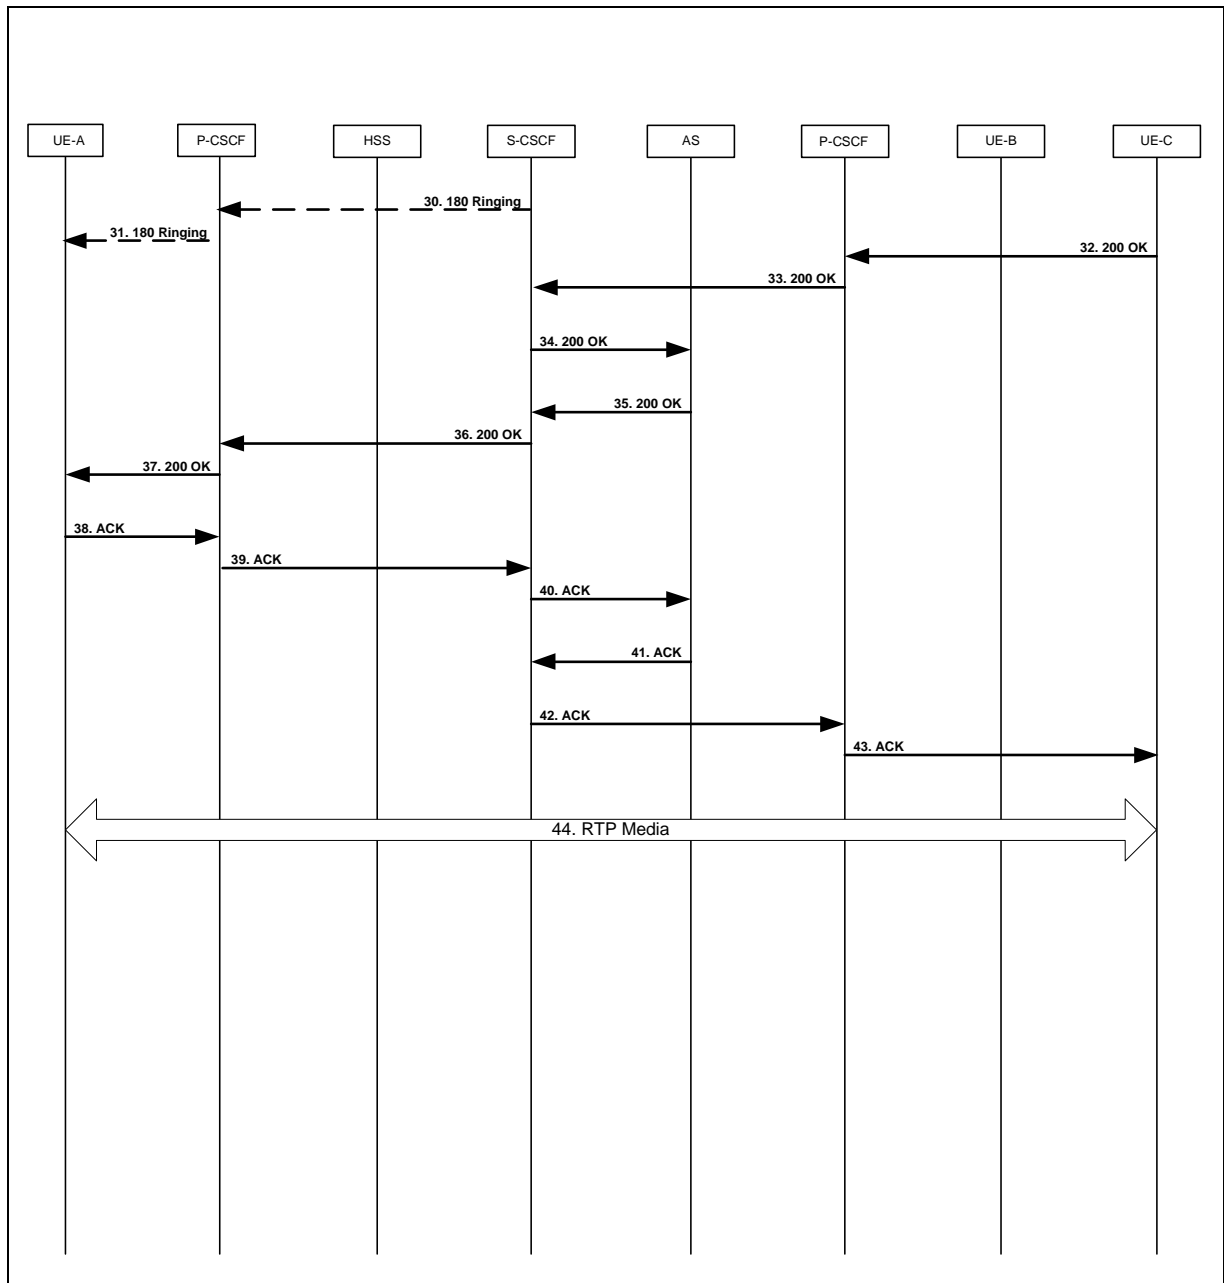 UE-A
P-CSCF
HSS
S-CSCF
AS
P-CSCF
UE-B
UE-C
30. 180 Ringing
31. 180 Ringing
32. 200 OK
33. 200 OK
34. 200 OK
35. 200 OK
36. 200 OK
37. 200 OK
38. ACK
39. ACK
40. ACK
41. ACK
42. ACK
43. ACK
44. RTP Media